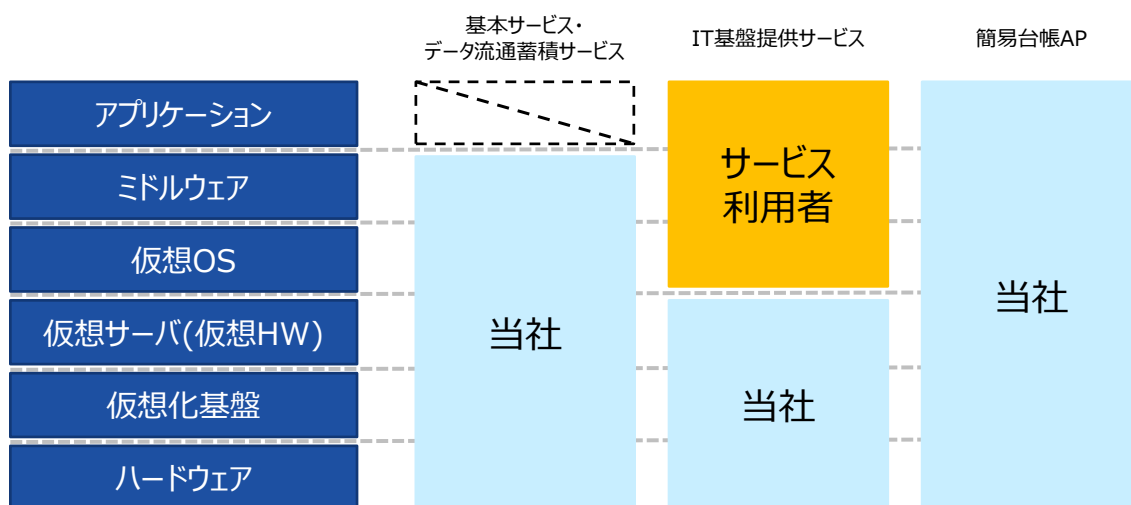 基本サービス・
データ流通蓄積サービス
IT基盤提供サービス
簡易台帳AP
アプリケーション
ミドルウェア
仮想OS
仮想サーバ(仮想HW)
仮想化基盤
ハードウェア
当社
サービス
利用者
当社
当社